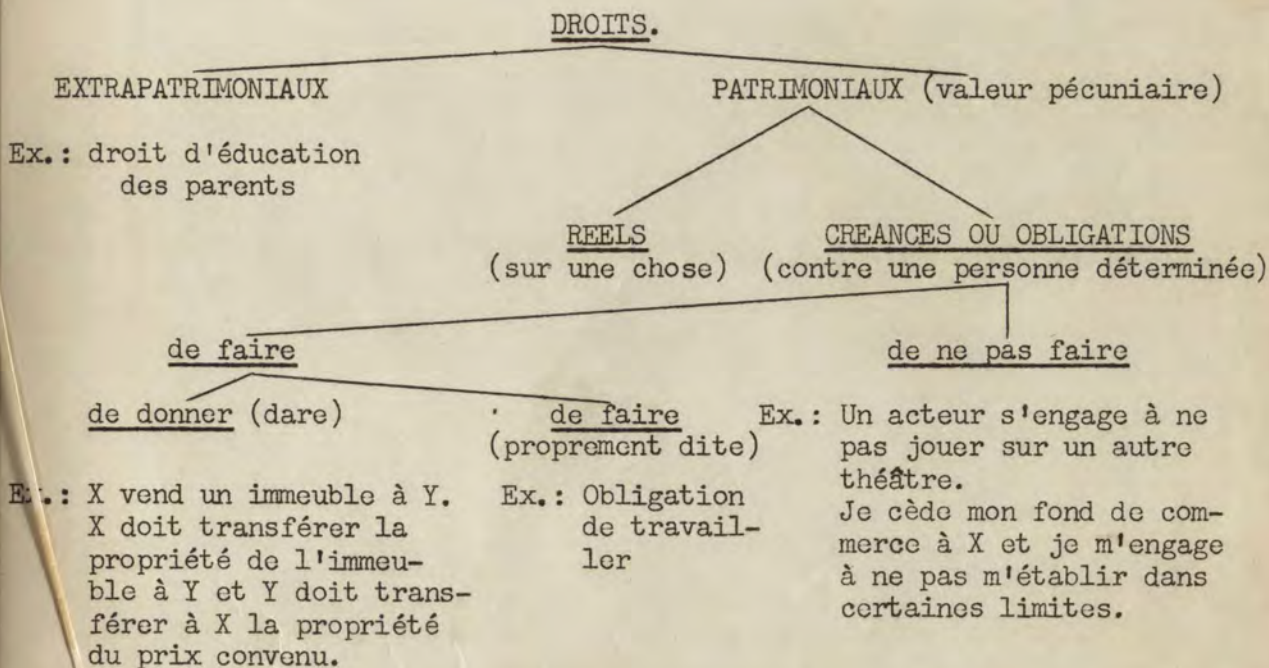 DROITS.
EXTRAPATRIMONIAUX
PATRIMONIAUX (valeur pécuniaire)
Ex.: droit d'éducation
des parents
REELS
(sur une chose)
CREANCES OU OBLIGATIONS
(contre une personne déterminée)
de faire
de ne pas faire
de donner (dare)
de faire
(proprement dite)
Ex.: X vend un immeuble à Y.
X doit transférer la
propriété de l'immeu-
ble à Y et Y doit trans-
férer à X la propriété
du prix convenu.
Ex.: Obligation
de travail-
ler
Ex.: Un acteur s'engage à ne
pas jouer sur un autre
théâtre.
Je cède mon fond de com-
merce à X et je m'engage
à ne pas m'établir dans
certaines limites.